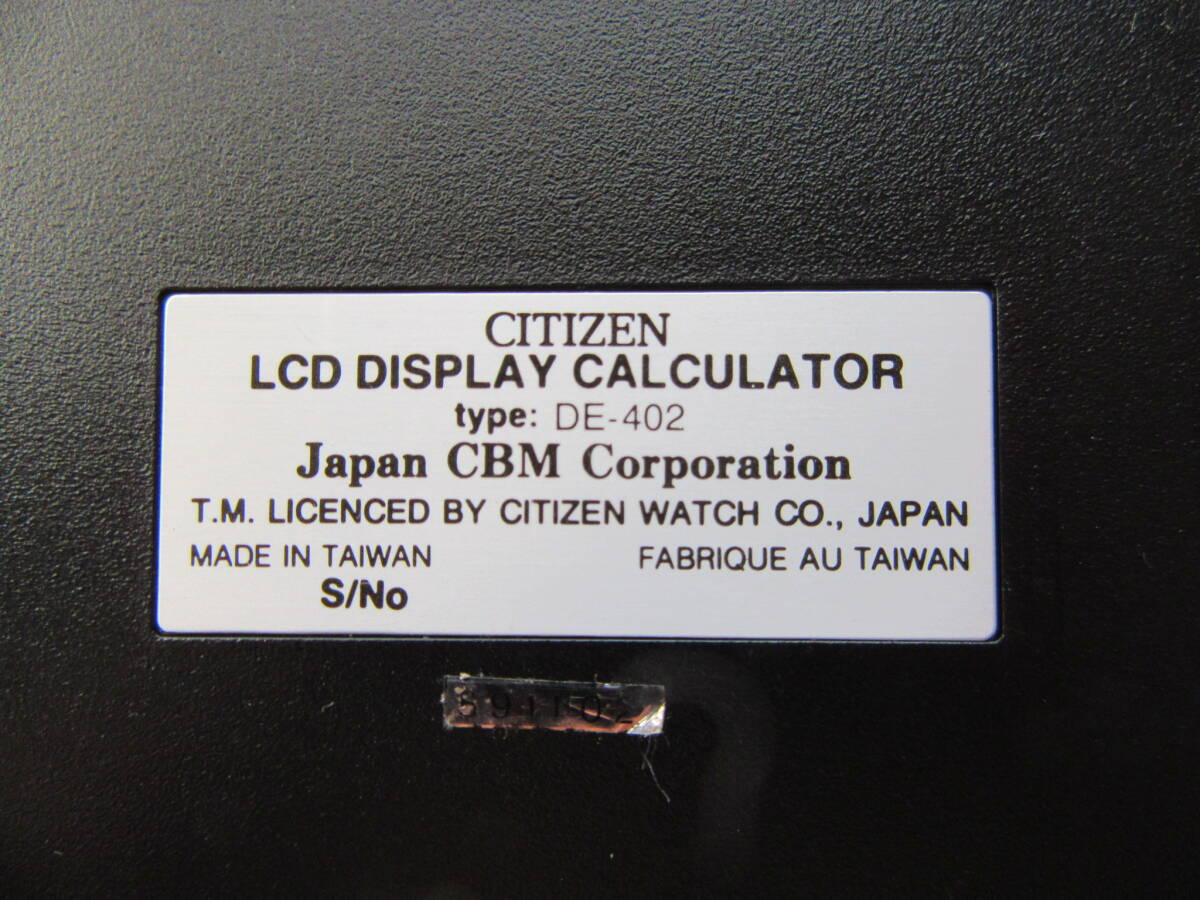 CITIZEN
LCD DISPLAY CALCULATOR
type: DE-402
Japan CBM Corporation
T.M. LICENCED BY CITIZEN WATCH CO., JAPAN
MADE IN TAIWAN FABRIQUE AU TAIWAN
S/No